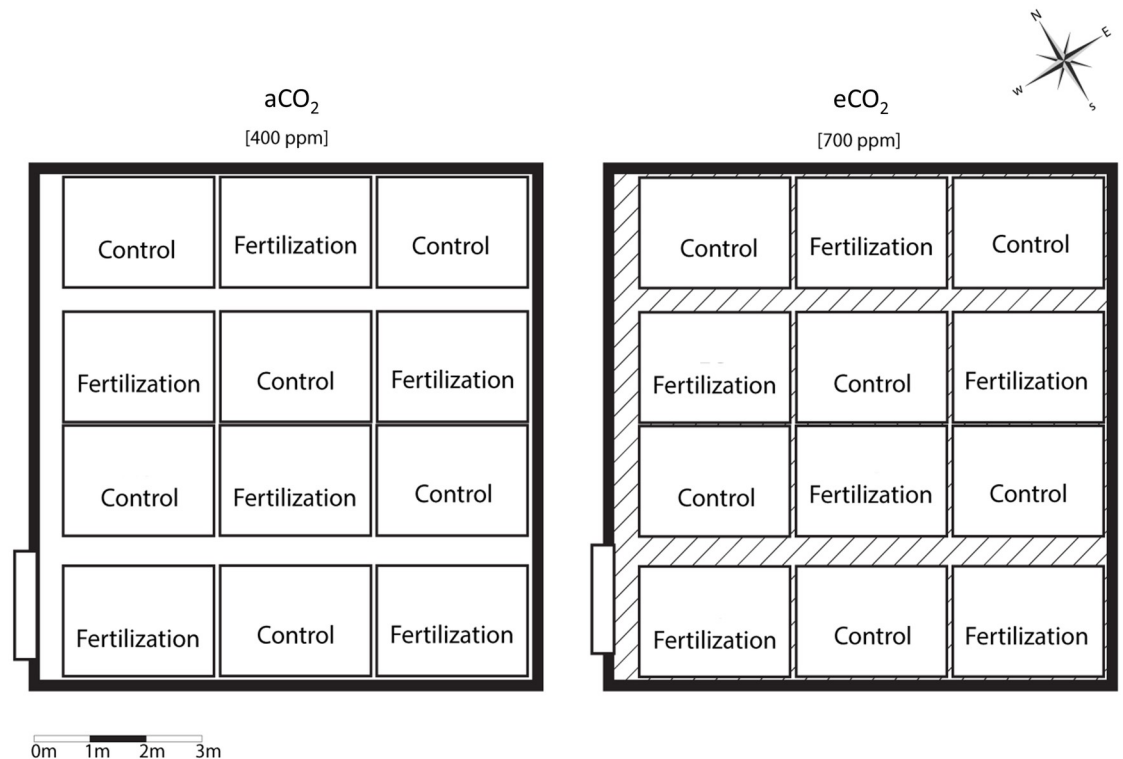 N
E
W
S
aCO₂
[400 ppm]
eCO₂
[700 ppm]
Control
Fertilization
Control
Control
Fertilization
Control
Fertilization
Control
Fertilization
Fertilization
Control
Fertilization
Control
Fertilization
Control
Control
Fertilization
Control
Fertilization
Control
Fertilization
Fertilization
Control
Fertilization
0m 1m 2m 3m